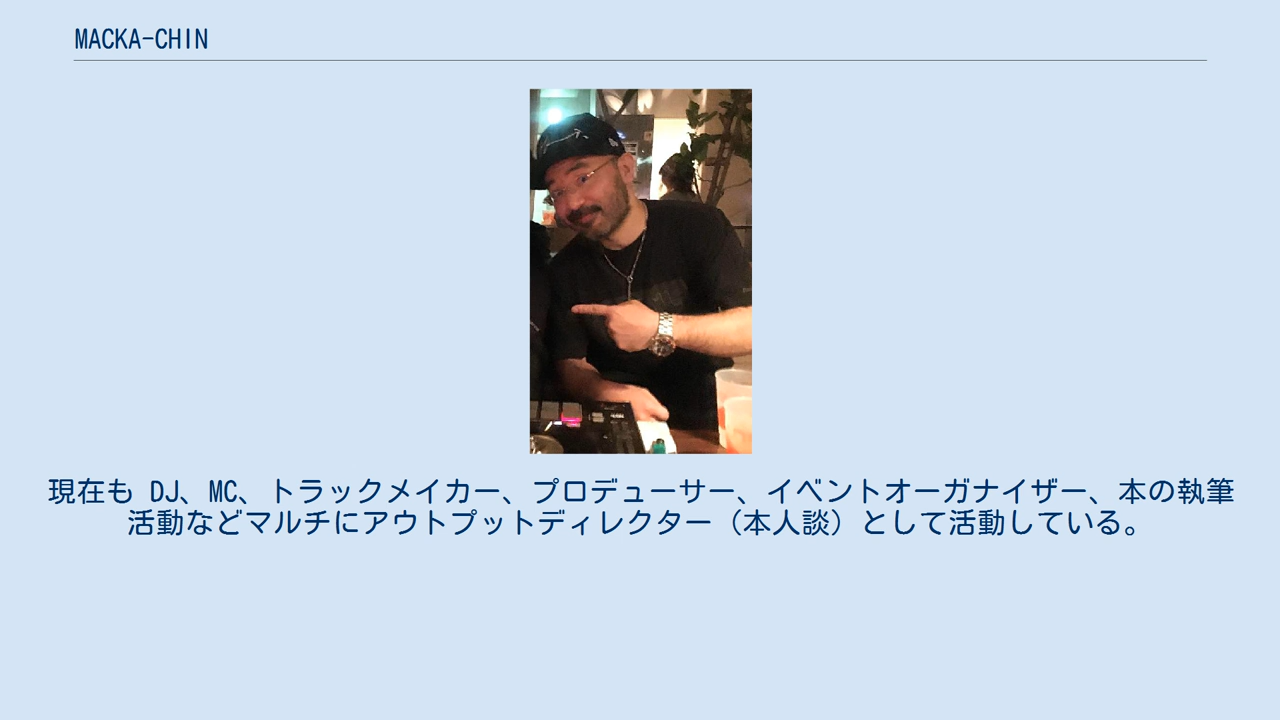 MACKA-CHIN
現在も DJ、MC、トラックメイカー、プロデューサー、イベントオーガナイザー、本の執筆
活動などマルチにアウトプットディレクター（本人談）として活動している。